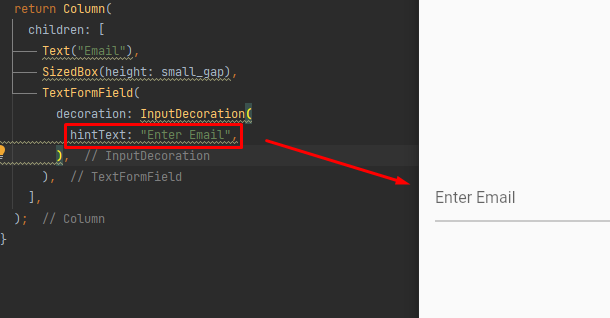 return Column(
children: [
Text("Email"),
SizedBox(height: small_gap),
TextFormField(
decoration: InputDecoration(
hintText: "Enter Email",
), // InputDecoration
), // TextFormField
],
); // Column
}
Enter Email